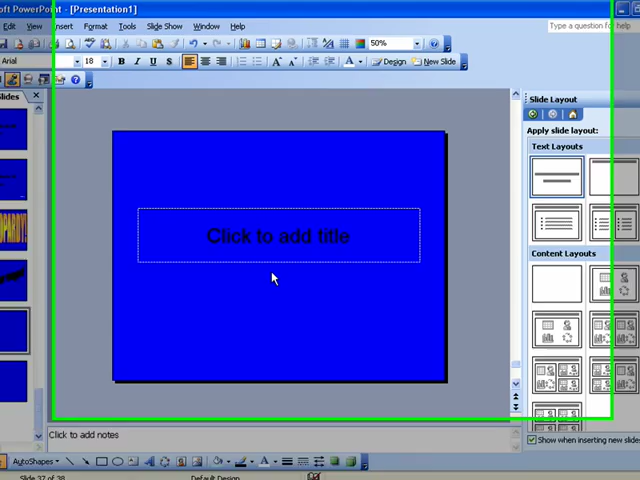 soft PowerPoint - [Presentation1]
Edit View Insert Format Tools Slide Show Window Help Type a question for help
50%
Arial 18 B I U S A A A Design New Slide
Slides
Slide Layout
Apply slide layout:
Text Layouts
Content Layouts
OPARDY!
Click to add title
Click to add notes
Show when inserting new slides
AutoShapes
Slide 37 of 38 Default Design